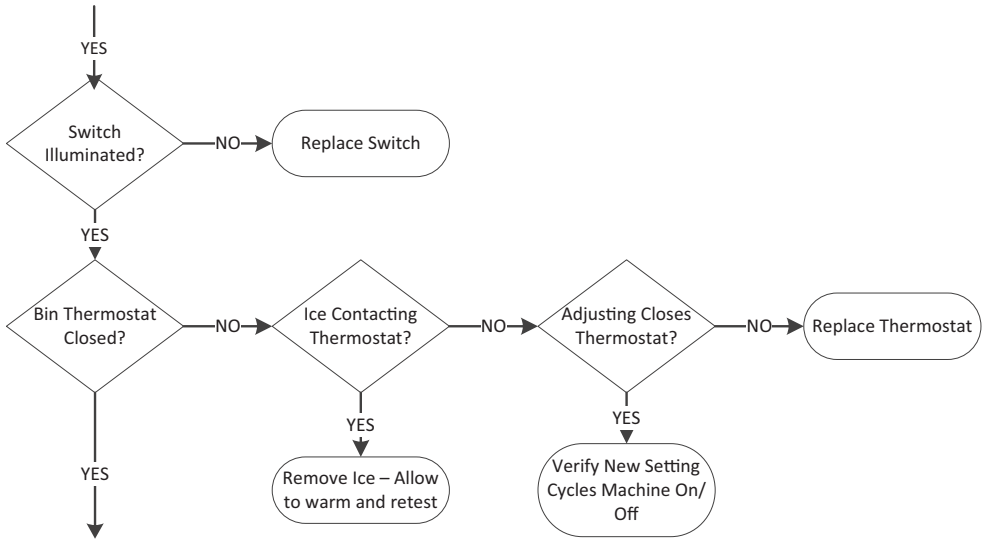 YES
Switch
Illuminated?
NO
Replace Switch
YES
Bin Thermostat
Closed?
NO
Ice Contacting
Thermostat?
NO
Adjusting Closes
Thermostat?
NO
Replace Thermostat
YES
YES
YES
Remove Ice – Allow
to warm and retest
Verify New Setting
Cycles Machine On/
Off